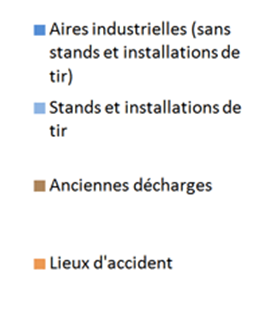 Aires industrielles (sans
stands et installations de
tir)
Stands et installations de
tir
Anciennes décharges
Lieux d'accident